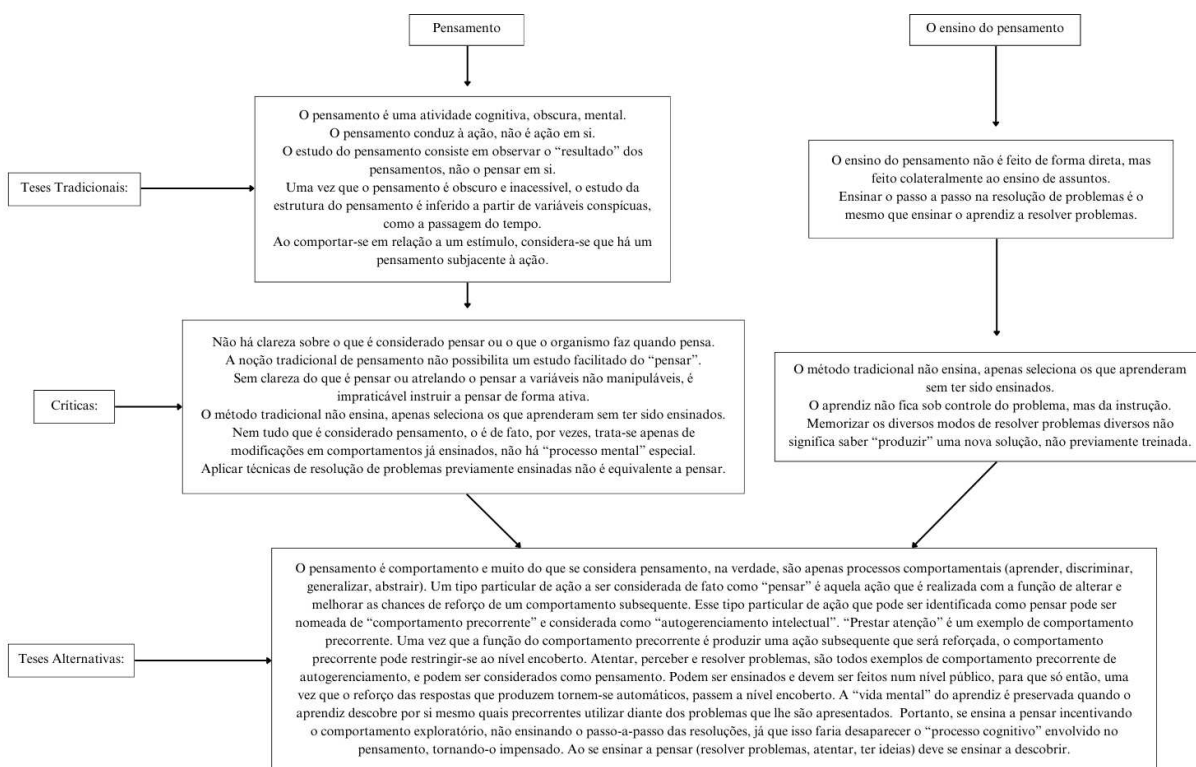 Pensamento
O ensino do pensamento
Teses Tradicionais:
O pensamento é uma atividade cognitiva, obscura, mental.
O pensamento conduz à ação, não é ação em si.
O estudo do pensamento consiste em observar o “resultado” dos
pensamentos, não o pensar em si.
Uma vez que o pensamento é obscuro e inacessível, o estudo da
estrutura do pensamento é inferido a partir de variáveis conspícuas,
como a passagem do tempo.
Ao comportar-se em relação a um estímulo, considera-se que há um
pensamento subjacente à ação.
O ensino do pensamento não é feito de forma direta, mas
feito colateralmente ao ensino de assuntos.
Ensinar o passo a passo na resolução de problemas é o
mesmo que ensinar o aprendiz a resolver problemas.
Críticas:
Não há clareza sobre o que é considerado pensar ou o que o organismo faz quando pensa.
A noção tradicional de pensamento não possibilita um estudo facilitado do “pensar”.
Sem clareza do que é pensar ou atrelando o pensar a variáveis não manipuláveis, é
impraticável instruir a pensar de forma ativa.
O método tradicional não ensina, apenas seleciona os que aprenderam sem ter sido ensinados.
Nem tudo que é considerado pensamento, o é de fato, por vezes, trata-se apenas de
modificações em comportamentos já ensinados, não há “processo mental” especial.
Aplicar técnicas de resolução de problemas previamente ensinadas não é equivalente a pensar.
O método tradicional não ensina, apenas seleciona os que aprenderam
sem ter sido ensinados.
O aprendiz não fica sob controle do problema, mas da instrução.
Memorizar os diversos modos de resolver problemas diversos não
significa saber “produzir” uma nova solução, não previamente treinada.
Teses Alternativas:
O pensamento é comportamento e muito do que se considera pensamento, na verdade, são apenas processos comportamentais (aprender, discriminar,
generalizar, abstrair). Um tipo particular de ação a ser considerada de fato como “pensar” é aquela ação que é realizada com a função de alterar e
melhorar as chances de reforço de um comportamento subsequente. Esse tipo particular de ação que pode ser identificada como pensar pode ser
nomeada de “comportamento precorrente” e considerada como “autogerenciamento intelectual”. “Prestar atenção” é um exemplo de comportamento
precorrente. Uma vez que a função do comportamento precorrente é produzir uma ação subsequente que será reforçada, o comportamento
precorrente pode restringir-se ao nível encoberto. Atentar, perceber e resolver problemas, são todos exemplos de comportamento precorrente de
autogerenciamento, e podem ser considerados como pensamento. Podem ser ensinados e devem ser feitos num nível público, para que só então, uma
vez que o reforço das respostas que produzem tornem-se automáticos, passem a nível encoberto. A “vida mental” do aprendiz é preservada quando o
aprendiz descobre por si mesmo quais precorrentes utilizar diante dos problemas que lhe são apresentados. Portanto, se ensina a pensar incentivando
o comportamento exploratório, não ensinando o passo-a-passo das resoluções, já que isso faria desaparecer o “processo cognitivo” envolvido no
pensamento, tornando-o impensado. Ao se ensinar a pensar (resolver problemas, atentar, ter ideias) deve se ensinar a descobrir.